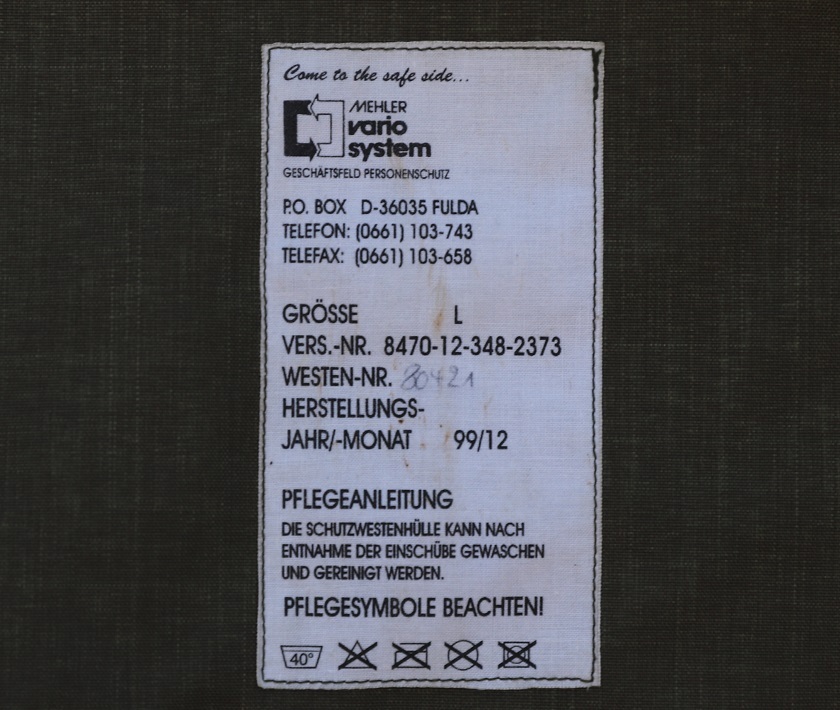 Come to the safe side...
MEHLER
vario
system
GESCHÄFTSFELD PERSONENSCHUTZ
P.O. BOX D-36035 FULDA
TELEFON: (0661) 103-743
TELEFAX: (0661) 103-658
GRÖSSE L
VERS.-NR. 8470-12-348-2373
WESTEN-NR. 80421
HERSTELLUNGS-
JAHR/-MONAT 99/12
PFLEGEANLEITUNG
DIE SCHUTZWESTENHÜLLE KANN NACH
ENTNAHME DER EINSCHÜBE GEWASCHEN
UND GEREINIGT WERDEN.
PFLEGESYMBOLE BEACHTEN!
40°